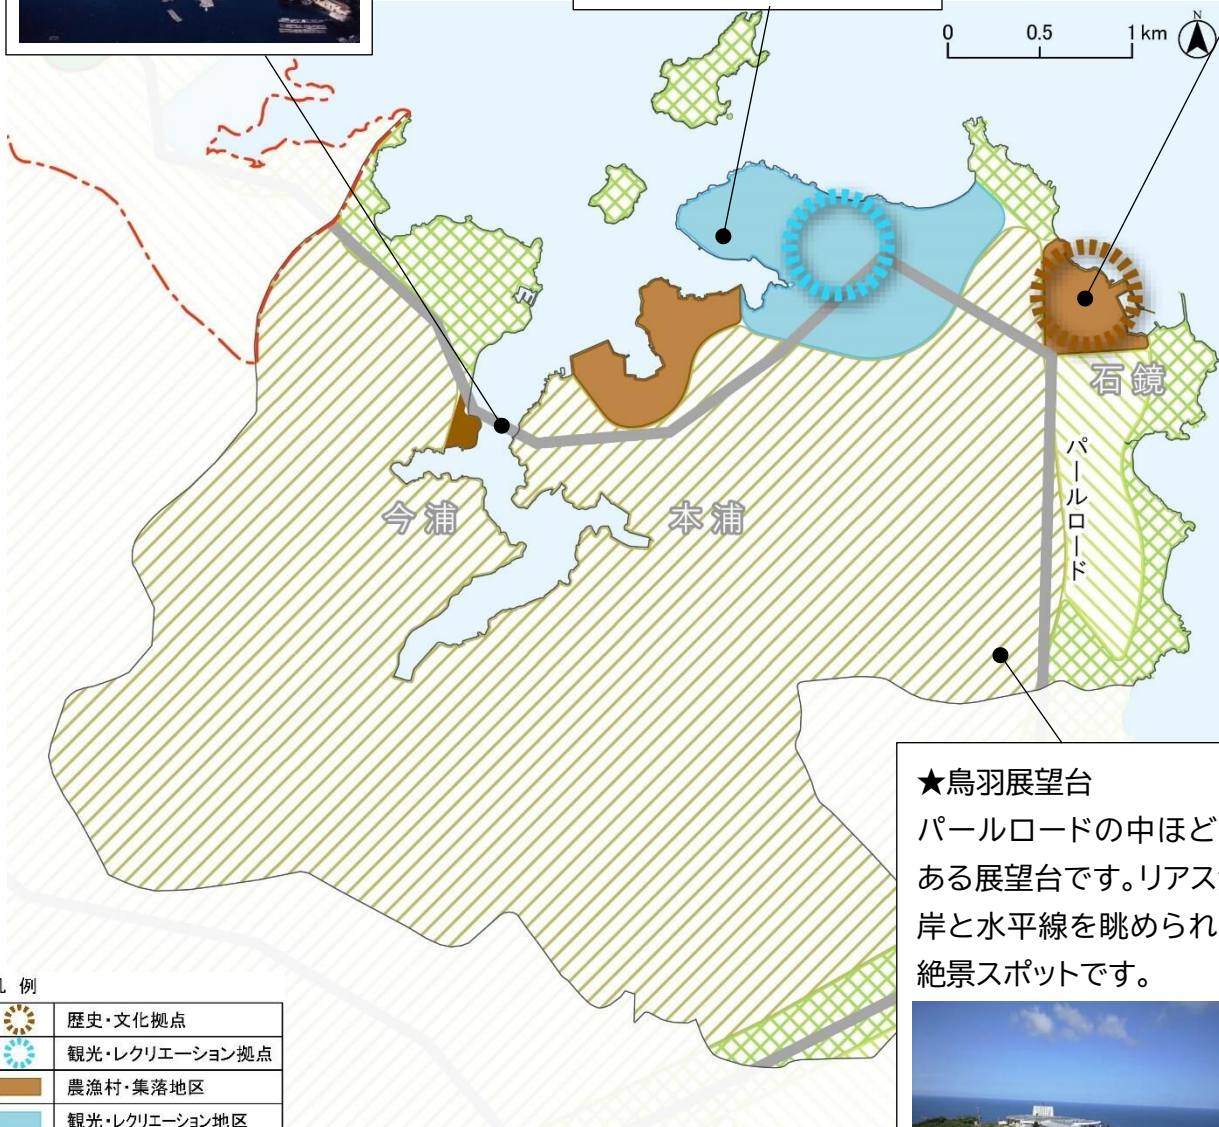 0 0.5 1 km
N
石鏡
パールロード
今浦
本浦
★鳥羽展望台
パールロードの中ほど
ある展望台です。リアス
岸と水平線を眺められ
絶景スポットです。
例
歴史・文化拠点
観光・レクリエーション拠点
農漁村・集落地区
観光・レクリエーション地区